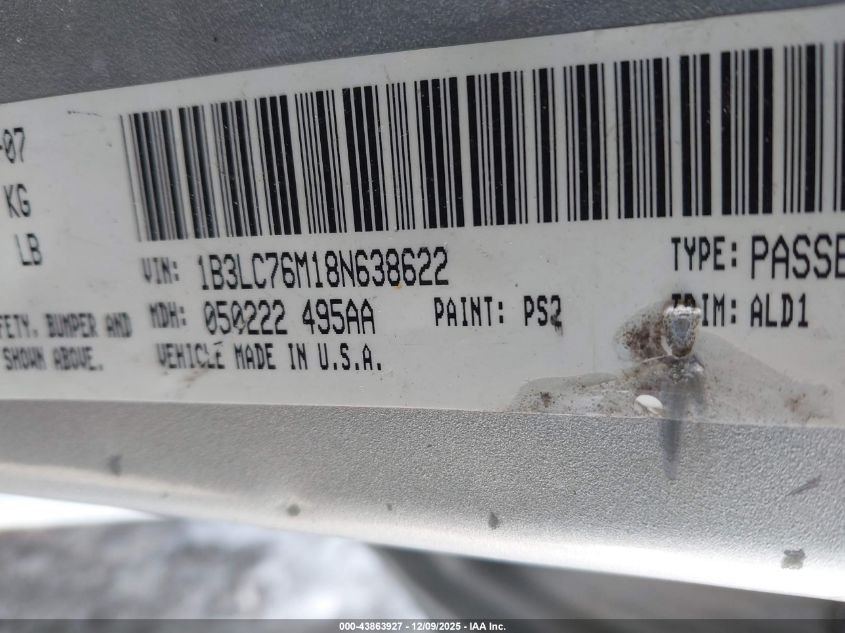 -07
KG
LB
VIN: 1B3LC76M18N638622
TYPE: PASSE
MDH: 050222 495AA
PAINT: PS2
TRIM: ALD1
FETY, BUMPER AND
SHOWN ABOVE.
VEHICLE MADE IN U.S.A.
000-43863927 - 12/09/2025 - IAA Inc.